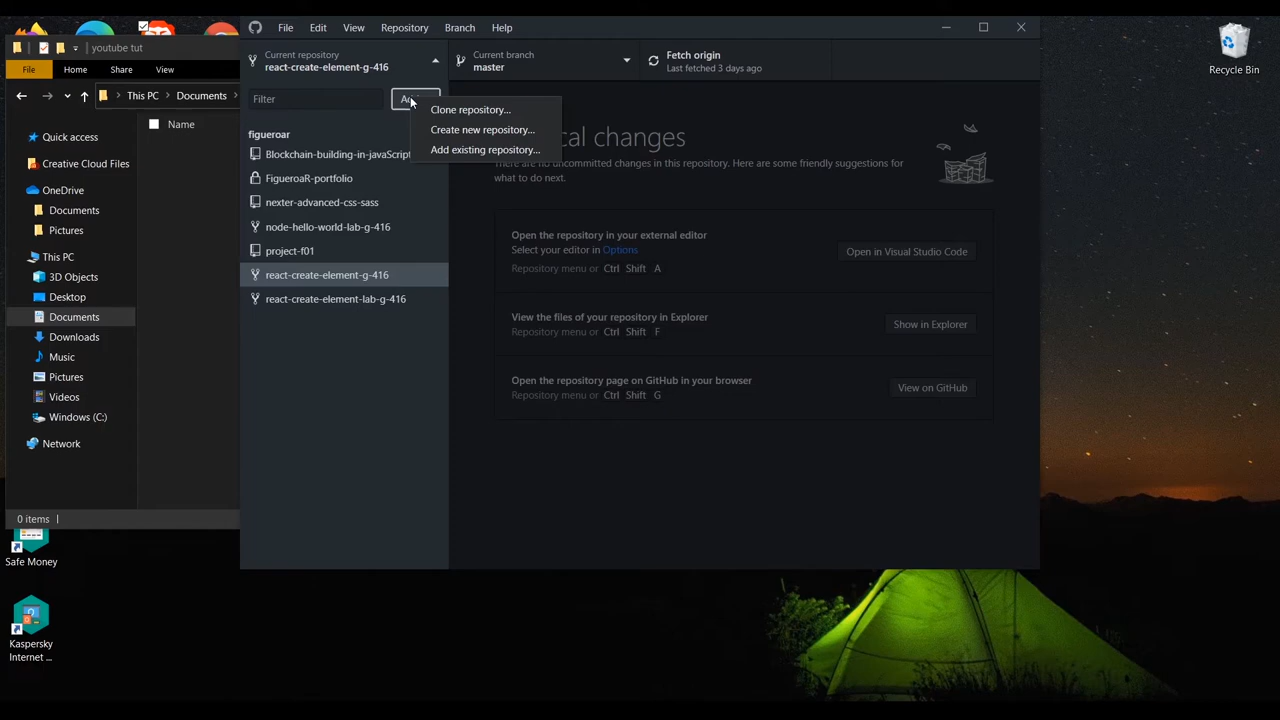 youtube tut
File
Home
Share
View
This PC
Documents
Name
Quick access
Creative Cloud Files
OneDrive
Documents
Pictures
This PC
3D Objects
Desktop
Documents
Downloads
Music
Pictures
Videos
Windows (C:)
Network
0 items
Safe Money
Kaspersky
Internet ...
File Edit View Repository Branch Help
Current repository
react-create-element-g-416
Current branch
master
Fetch origin
Last fetched 3 days ago
Filter
Clone repository...
Create new repository...
Add existing repository...
figueroar
Blockchain-building-in-javaScript
FigueroaR-portfolio
nexter-advanced-css-sass
node-hello-world-lab-g-416
project-f01
react-create-element-g-416
react-create-element-lab-g-416
cal changes
There are no uncommitted changes in this repository. Here are some friendly suggestions for
what to do next.
Open the repository in your external editor
Select your editor in Options
Repository menu or Ctrl Shift A
Open in Visual Studio Code
View the files of your repository in Explorer
Repository menu or Ctrl Shift F
Show in Explorer
Open the repository page on GitHub in your browser
Repository menu or Ctrl Shift G
View on GitHub
Recycle Bin